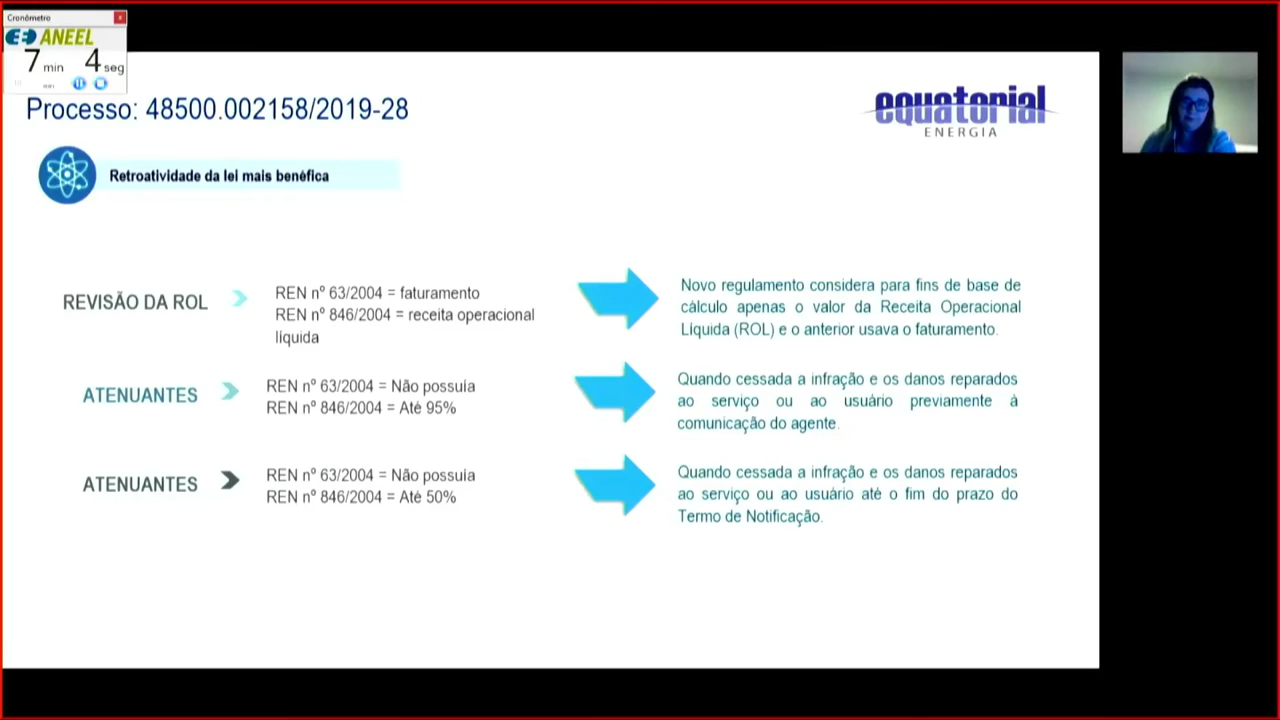 Cronômetro
ANEEL
7 min 4 seg
Processo: 48500.002158/2019-28
equatorial
ENERGIA
Retroatividade da lei mais benéfica
REVISÃO DA ROL
REN nº 63/2004 = faturamento
REN nº 846/2004 = receita operacional
líquida
Novo regulamento considera para fins de base de
cálculo apenas o valor da Receita Operacional
Líquida (ROL) e o anterior usava o faturamento.
ATENUANTES
REN nº 63/2004 = Não possuia
REN nº 846/2004 = Até 95%
Quando cessada a infração e os danos reparados
ao serviço ou ao usuário previamente à
comunicação do agente.
ATENUANTES
REN nº 63/2004 = Não possuia
REN nº 846/2004 = Até 50%
Quando cessada a infração e os danos reparados
ao serviço ou ao usuário até o fim do prazo do
Termo de Notificação.